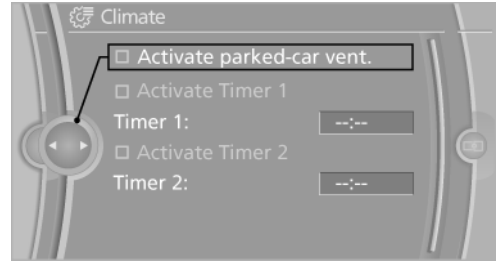 Climate
Activate parked-car vent.
Activate Timer 1
Timer 1: --:--
Activate Timer 2
Timer 2: --:--